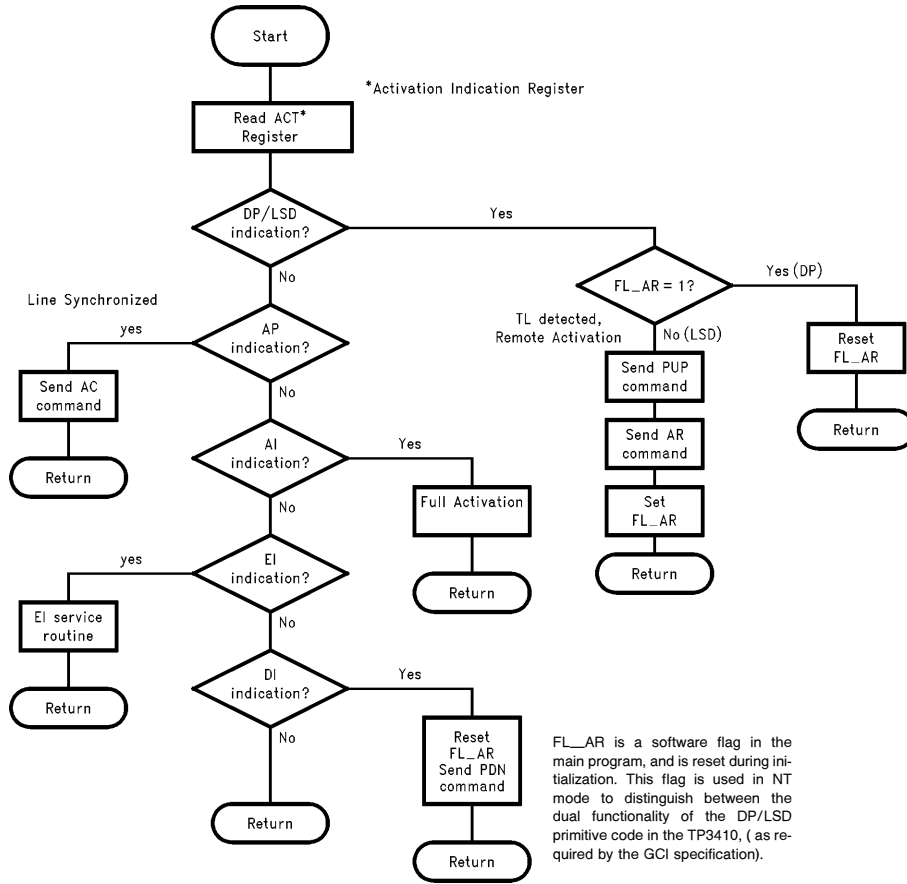 Start
*Activation Indication Register
Read ACT*
Register
DP/LSD
indication?
Yes
No
FL_AR = 1?
Yes (DP)
Reset
FL_AR
Return
TL detected,
Remote Activation
No (LSD)
Send PUP
command
Send AR
command
Set
FL_AR
Return
Line Synchronized
AP
indication?
yes
Send AC
command
Return
No
AI
indication?
Yes
Full Activation
Return
No
EI
indication?
yes
EI service
routine
Return
No
DI
indication?
Yes
Reset
FL_AR
Send PDN
command
Return
No
Return
FL__AR is a software flag in the
main program, and is reset during ini-
tialization. This flag is used in NT
mode to distinguish between the
dual functionality of the DP/LSD
primitive code in the TP3410, ( as re-
quired by the GCI specification).